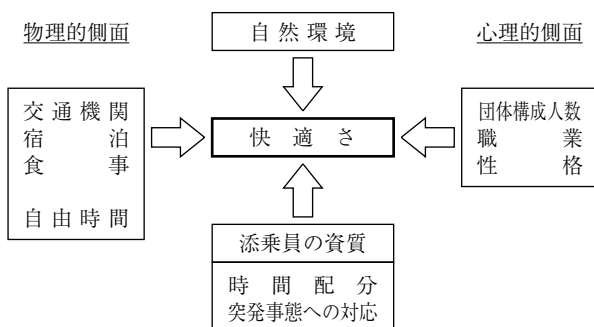 物理的側面
自然環境
心理的側面
交通機関
宿泊
食事
自由時間
快適さ
団体構成人数
職業
性格
添乗員の資質
時間配分
突発事態への対応